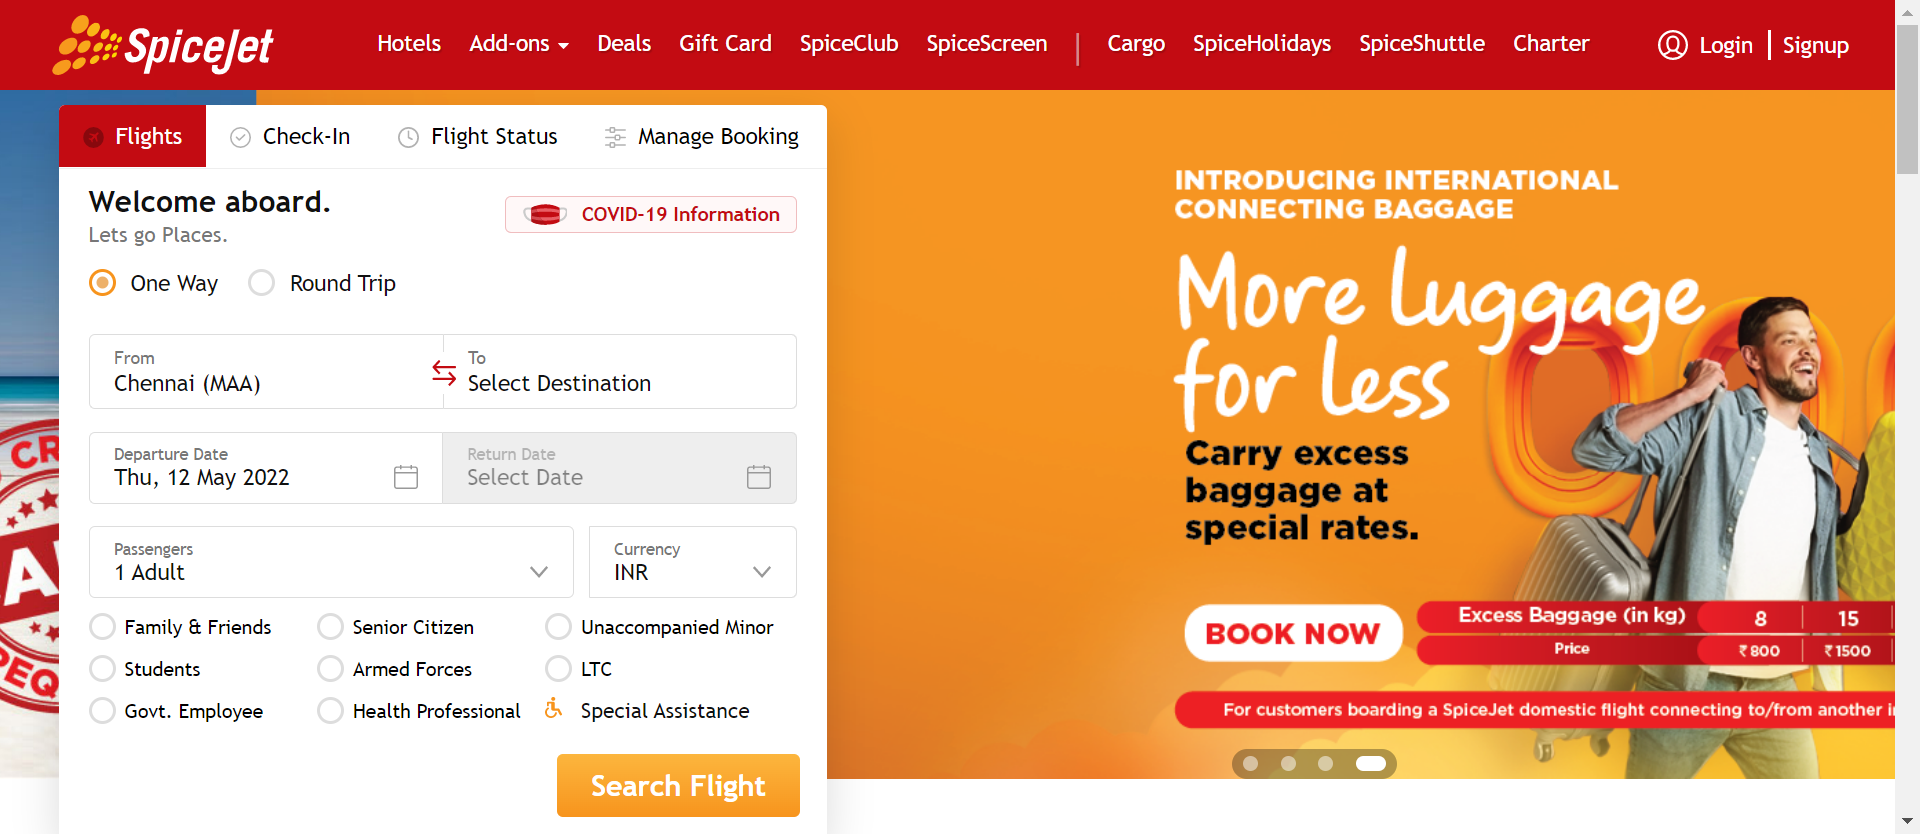 SpiceJet
Hotels Add-ons Deals Gift Card SpiceClub SpiceScreen | Cargo SpiceHolidays SpiceShuttle Charter Login | Signup
Flights Check-In Flight Status Manage Booking
Welcome aboard.
Lets go Places.
COVID-19 Information
One Way Round Trip
From
Chennai (MAA)
To
Select Destination
Departure Date
Thu, 12 May 2022
Return Date
Select Date
Passengers
1 Adult
Currency
INR
Family & Friends Senior Citizen Unaccompanied Minor
Students Armed Forces LTC
Govt. Employee Health Professional Special Assistance
Search Flight
INTRODUCING INTERNATIONAL
CONNECTING BAGGAGE
More luggage
for less
Carry excess
baggage at
special rates.
BOOK NOW
Excess Baggage (in kg) 8 15
Price ₹800 ₹1500
For customers boarding a SpiceJet domestic flight connecting to/from another